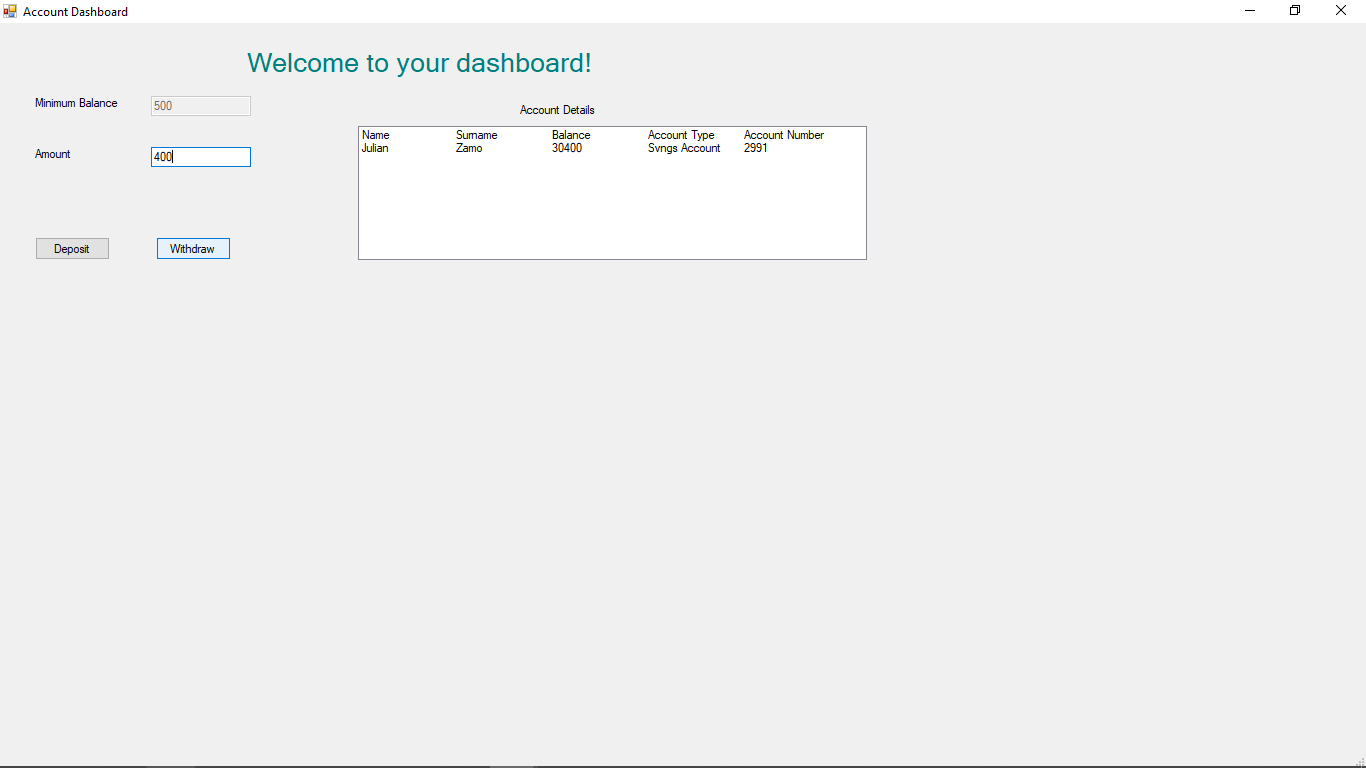 Account Dashboard
Welcome to your dashboard!
Minimum Balance 500
Amount 400
Deposit Withdraw
Account Details
Name Surname Balance Account Type Account Number
Julian Zamo 30400 Svngs Account 2991